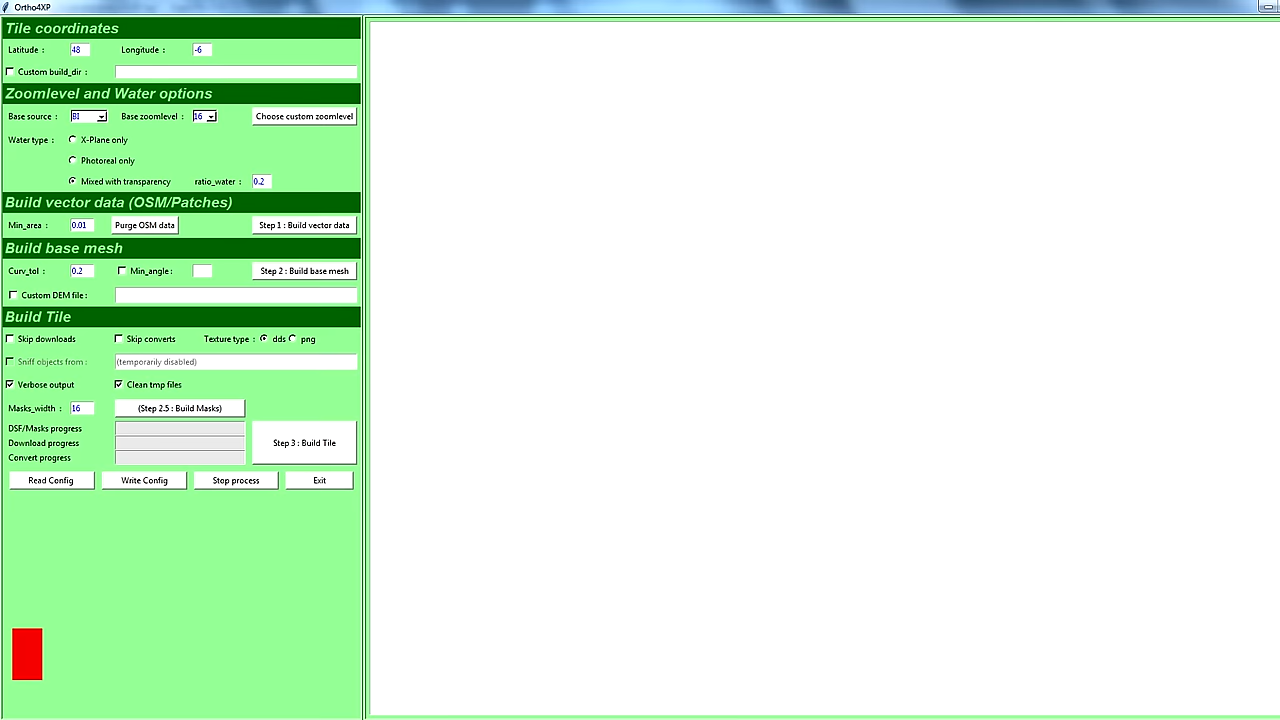 Ortho4XP
Tile coordinates
Latitude : 48 Longitude : -6
Custom build_dir :
Zoomlevel and Water options
Base source : BI Base zoomlevel : 16 Choose custom zoomlevel
Water type : X-Plane only
Photoreal only
Mixed with transparency ratio_water : 0.2
Build vector data (OSM/Patches)
Min_area : 0.01 Purge OSM data Step 1 : Build vector data
Build base mesh
Curv_tol : 0.2 Min_angle : Step 2 : Build base mesh
Custom DEM file :
Build Tile
Skip downloads Skip converts Texture type : dds png
Sniff objects from : (temporarily disabled)
Verbose output Clean tmp files
Masks_width : 16 (Step 2.5 : Build Masks)
DSF/Masks progress
Download progress Step 3 : Build Tile
Convert progress
Read Config Write Config Stop process Exit